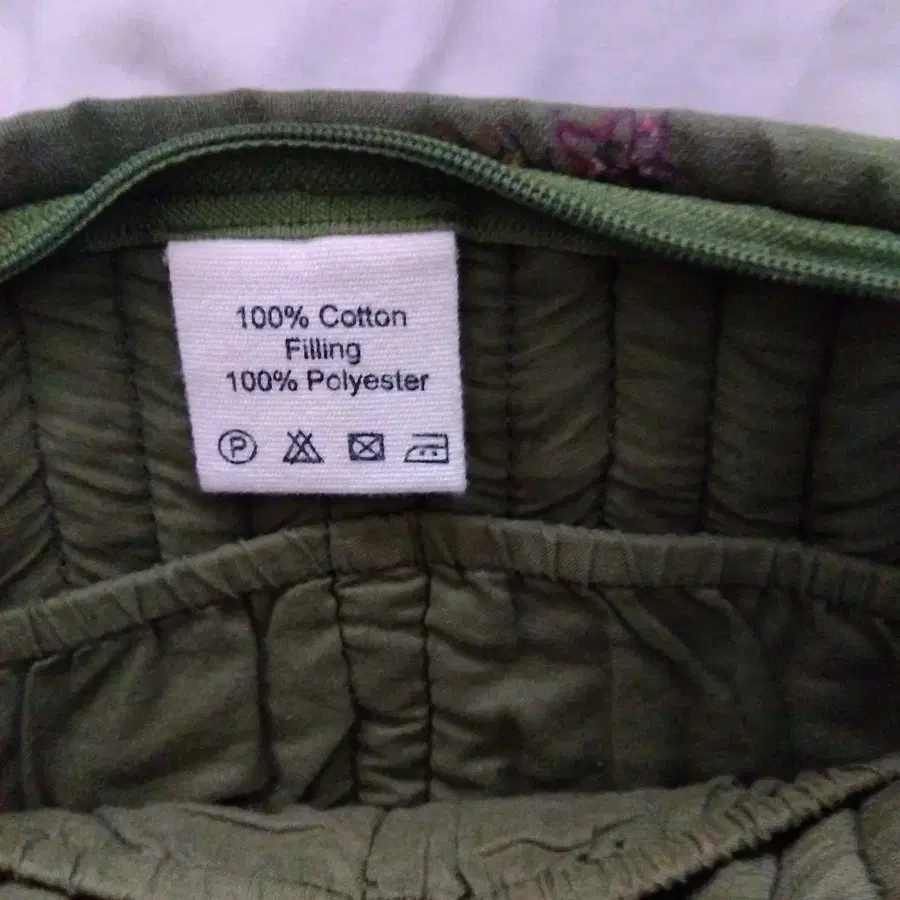 100% Cotton
Filling
100% Polyester
P